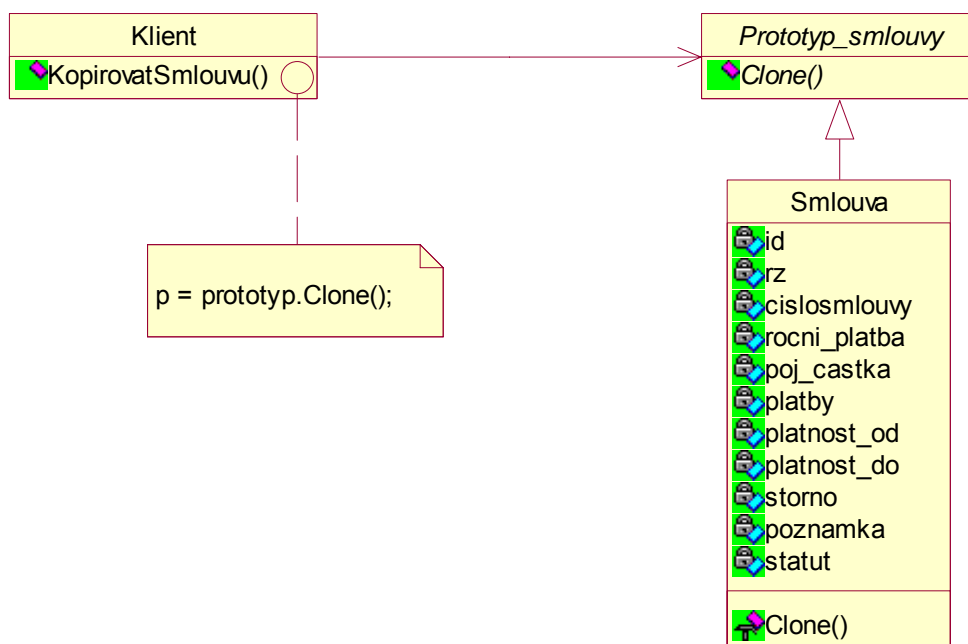 Klient
KopirovatSmlouvu()
Prototyp_smlouvy
Clone()
p = prototyp.Clone();
Smlouva
id
rz
cislosmlouvy
rocni_platba
poj_castka
platby
platnost_od
platnost_do
storno
poznamka
statut
Clone()